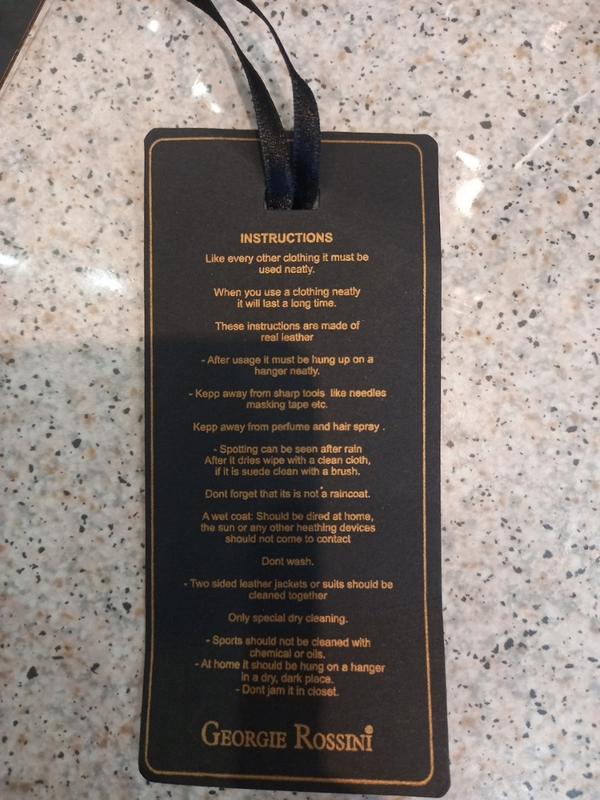 INSTRUCTIONS
Like every other clothing it must be
used neatly.
When you use a clothing neatly
it will last a long time.
These instructions are made of
real leather
- After usage it must be hung up on a
hanger neatly.
- Kepp away from sharp tools like needles
masking tape etc.
Kepp away from perfume and hair spray .
- Spotting can be seen after rain
After it dries wipe with a clean cloth,
if it is suede clean with a brush.
Dont forget that its is not a raincoat.
A wet coat: Should be dired at home,
the sun or any other heathing devices
should not come to contact
Dont wash.
- Two sided leather jackets or suits should be
cleaned together
Only special dry cleaning.
- Sports should not be cleaned with
chemical or oils.
- At home it should be hung on a hanger
in a dry, dark place.
- Dont jam it in closet.
GEORGIE ROSSINI